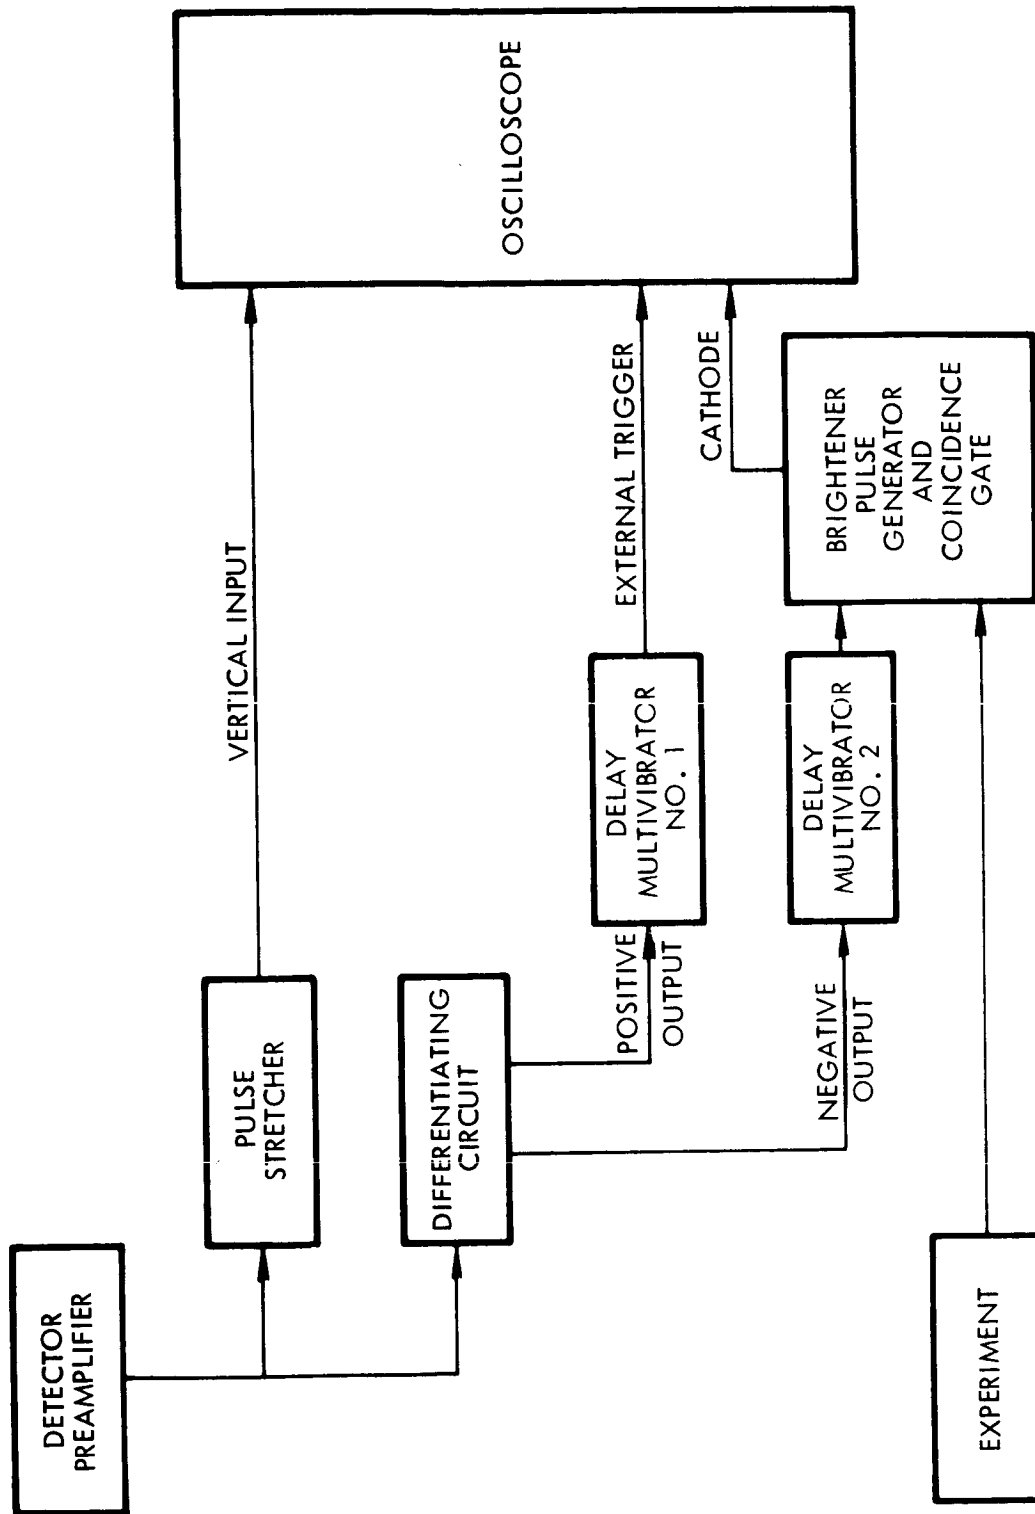 DETECTOR
PREAMPLIFIER
PULSE
STRETCHER
VERTICAL INPUT
OSCILLOSCOPE
DIFFERENTIATING
CIRCUIT
POSITIVE
OUTPUT
DELAY
MULTIVIBRATOR
NO. 1
EXTERNAL TRIGGER
NEGATIVE
OUTPUT
DELAY
MULTIVIBRATOR
NO. 2
CATHODE
BRIGHTENER
PULSE
GENERATOR
AND
COINCIDENCE
GATE
EXPERIMENT